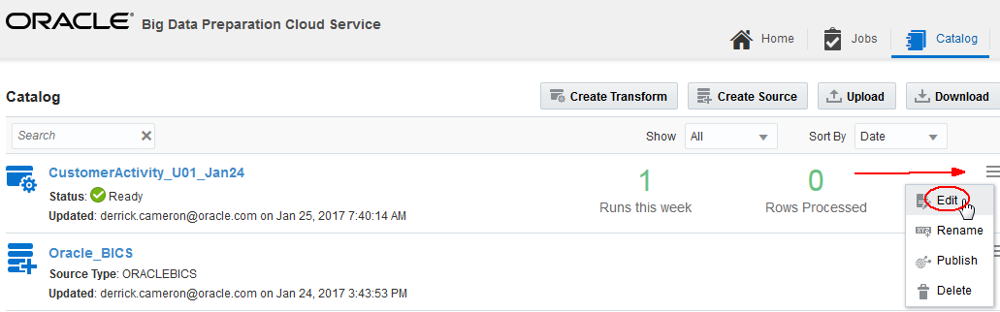 ORACLE® Big Data Preparation Cloud Service
Home Jobs Catalog
Catalog Create Transform Create Source Upload Download
Search Show All Sort By Date
CustomerActivity_U01_Jan24
Status: Ready
Updated: derrick.cameron@oracle.com on Jan 25, 2017 7:40:14 AM
1
Runs this week
0
Rows Processed
Edit
Rename
Publish
Delete
Oracle_BICS
Source Type: ORACLEBICS
Updated: derrick.cameron@oracle.com on Jan 24, 2017 3:43:53 PM